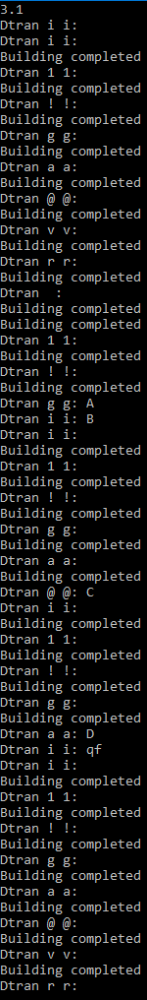 3.1
Dtran i i:
Dtran i i:
Building completed
Dtran 1 1:
Building completed
Dtran ! !:
Building completed
Dtran g g:
Building completed
Dtran a a:
Building completed
Dtran @ @:
Building completed
Dtran v v:
Building completed
Dtran r r:
Building completed
Dtran   :
Building completed
Building completed
Dtran 1 1:
Building completed
Dtran ! !:
Building completed
Dtran g g: A
Dtran i i: B
Dtran i i:
Building completed
Dtran 1 1:
Building completed
Dtran ! !:
Building completed
Dtran g g:
Building completed
Dtran a a:
Building completed
Dtran @ @: C
Dtran i i:
Building completed
Dtran 1 1:
Building completed
Dtran ! !:
Building completed
Dtran g g:
Building completed
Dtran a a: D
Dtran i i: qf
Dtran i i:
Building completed
Dtran 1 1:
Building completed
Dtran ! !:
Building completed
Dtran g g:
Building completed
Dtran a a:
Building completed
Dtran @ @:
Building completed
Dtran v v:
Building completed
Dtran r r: